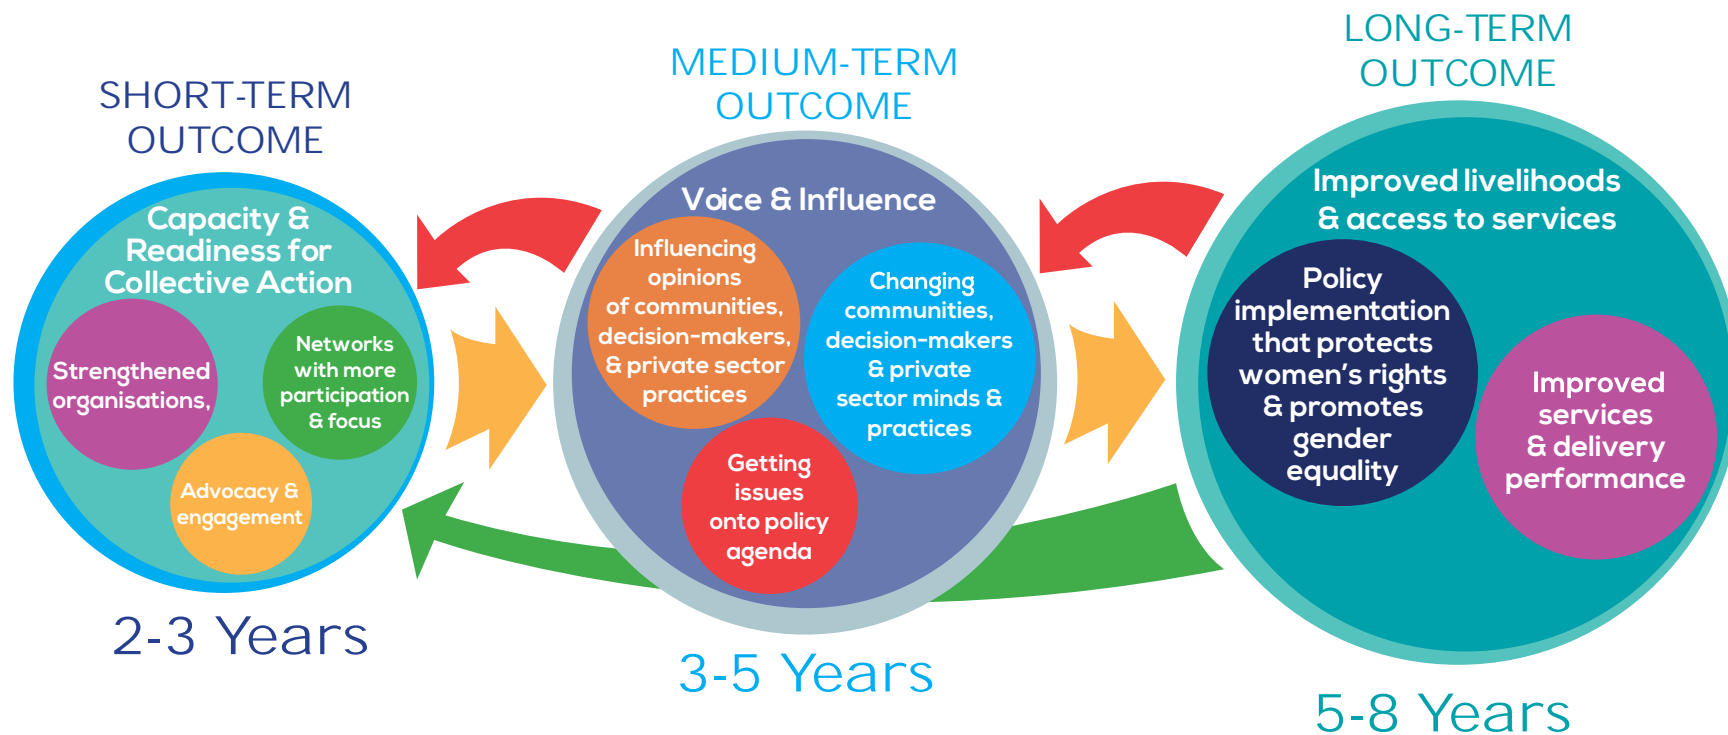 SHORT-TERM
OUTCOME
Capacity &
Readiness for
Collective Action
Strengthened
organisations,
Networks
with more
participation
& focus
Advocacy &
engagement
2-3 Years
MEDIUM-TERM
OUTCOME
Voice & Influence
Influencing
opinions
of communities,
decision-makers,
& private sector
practices
Changing
communities,
decision-makers
& private
sector minds &
practices
Getting
issues
onto policy
agenda
3-5 Years
LONG-TERM
OUTCOME
Improved livelihoods
& access to services
Policy
implementation
that protects
women's rights
& promotes
gender
equality
Improved
services
& delivery
performance
5-8 Years